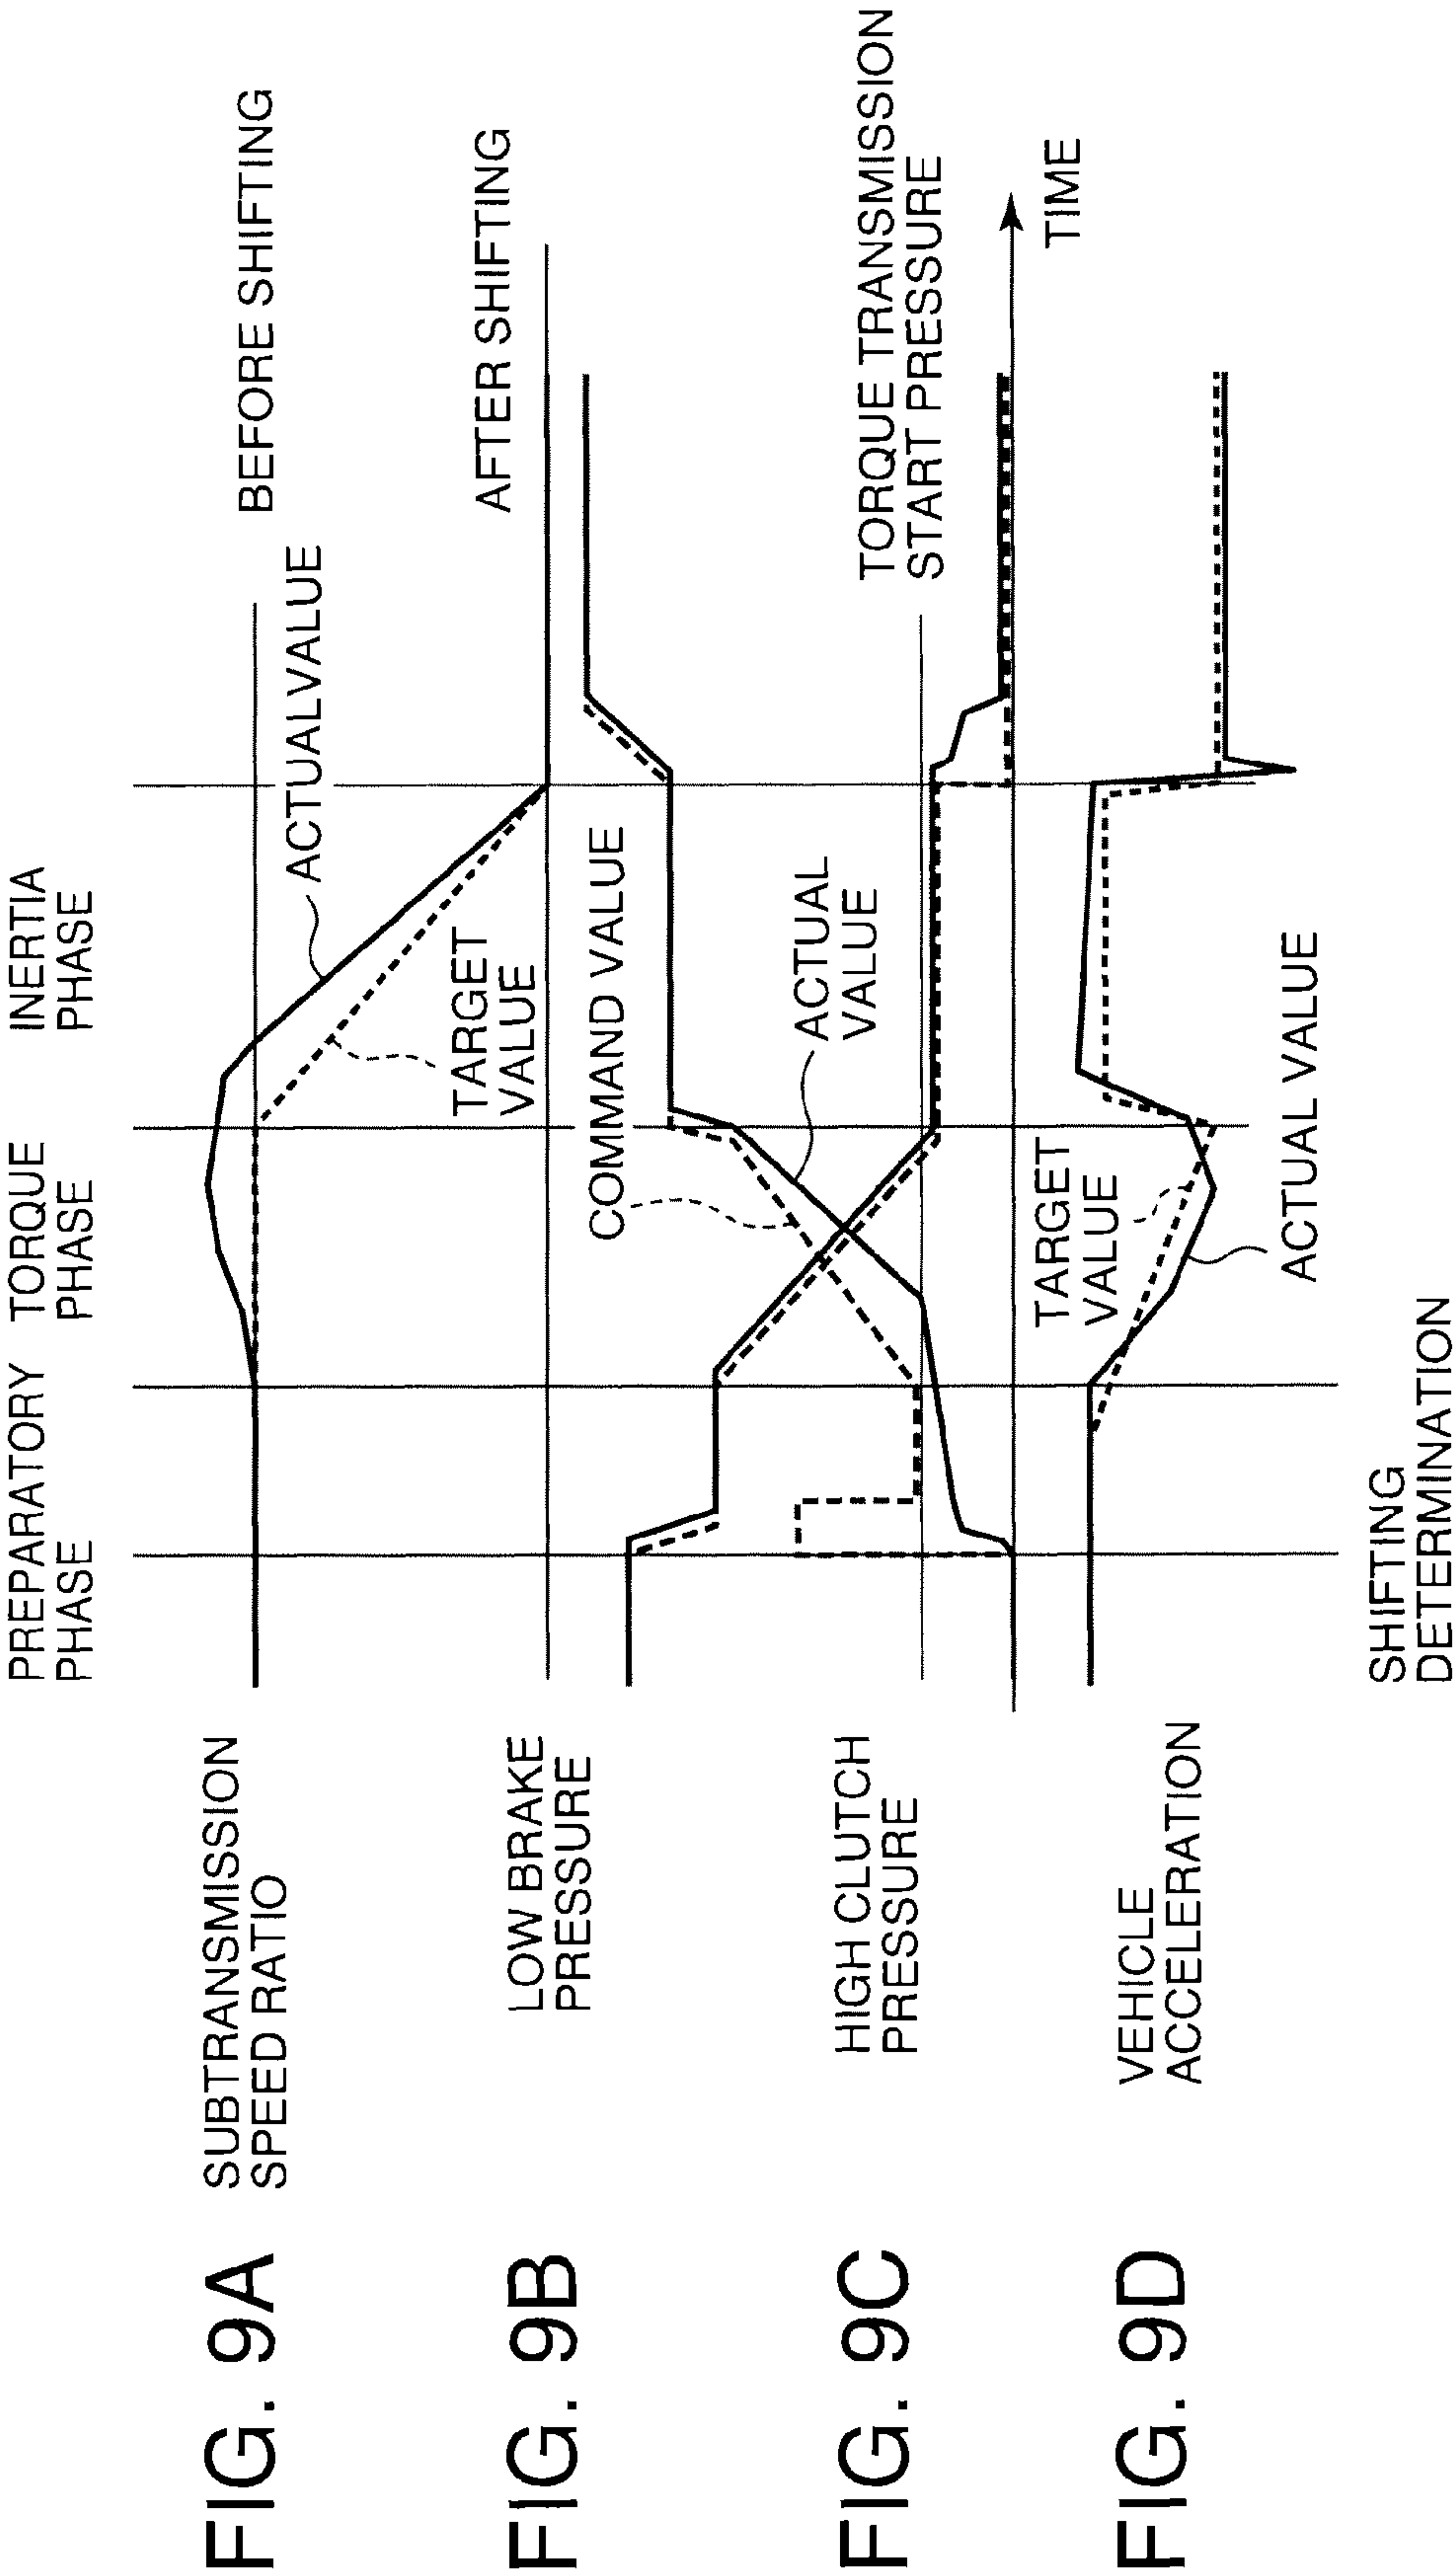 PREPARATORY
PHASE
TORQUE
PHASE
INERTIA
PHASE
FIG. 9A
SUBTRANSMISSION
SPEED RATIO
BEFORE SHIFTING
ACTUALVALUE
TARGET
VALUE
AFTER SHIFTING
FIG. 9B
LOW BRAKE
PRESSURE
COMMAND VALUE
ACTUAL
VALUE
FIG. 9C
HIGH CLUTCH
PRESSURE
TORQUE TRANSMISSION
START PRESSURE
TIME
FIG. 9D
VEHICLE
ACCELERATION
TARGET
VALUE
ACTUAL VALUE
SHIFTING
DETERMINATION